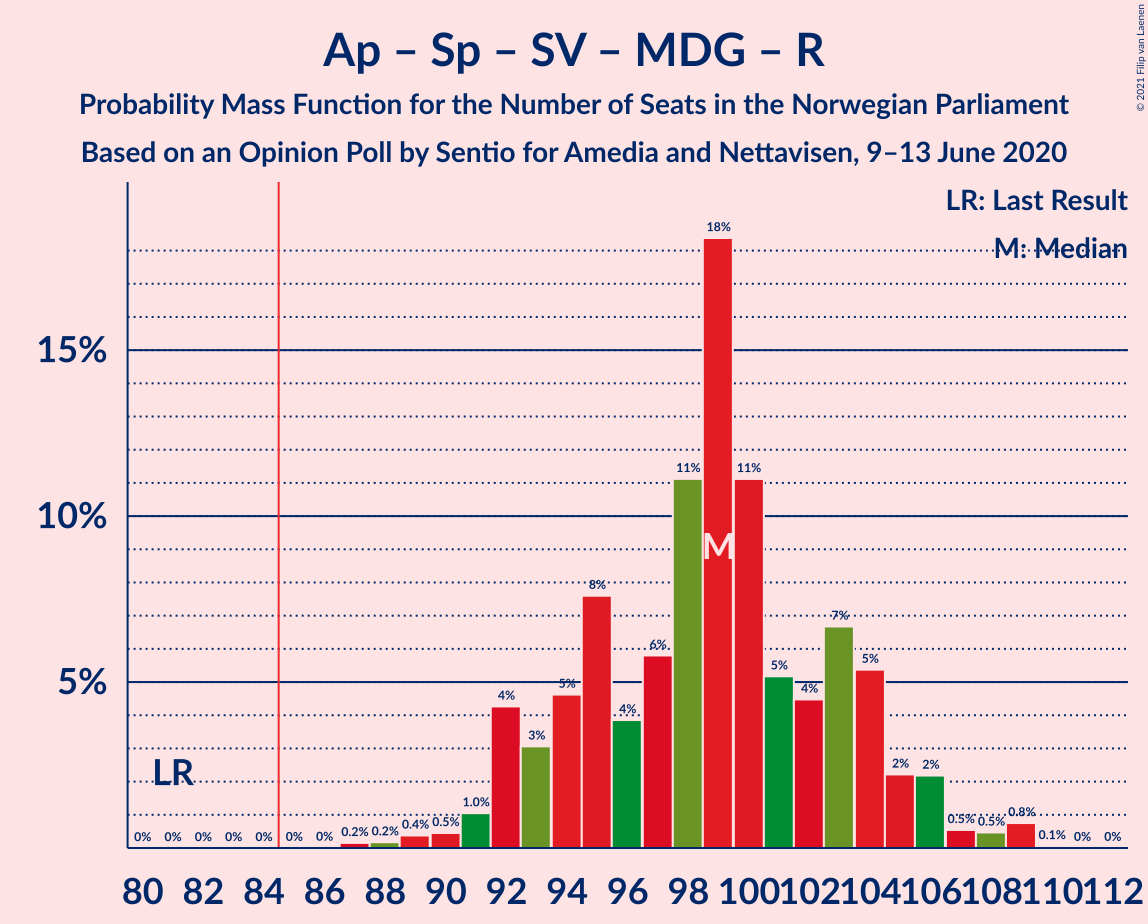 Ap – Sp – SV – MDG – R
Probability Mass Function for the Number of Seats in the Norwegian Parliament
Based on an Opinion Poll by Sentio for Amedia and Nettavisen, 9–13 June 2020
© 2021 Filip van Laenen
LR: Last Result
M: Median
15%
10%
5%
18%
11% 11%
M
8%
7%
6%
5% 5% 5%
4% 4% 4%
3%
LR
2% 2%
1.0%
0% 0% 0% 0% 0% 0% 0% 0.2% 0.2% 0.4% 0.5% 0.5% 0.5% 0.8% 0.1% 0% 0%
80 82 84 86 88 90 92 94 96 98 100 102 104 106 108 110 112